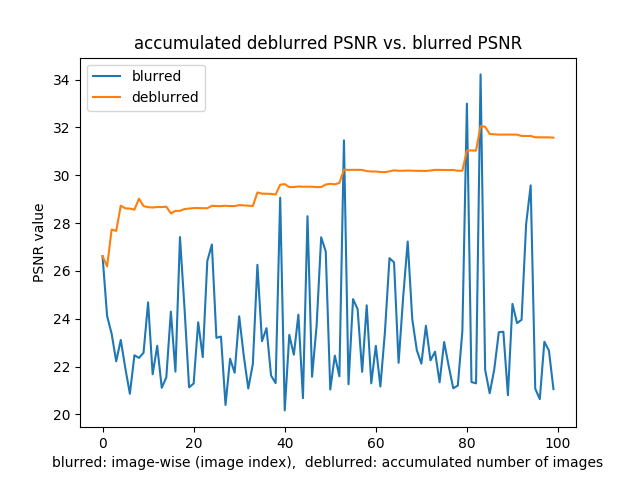 accumulated deblurred PSNR vs. blurred PSNR
blurred
deblurred
PSNR value
34
32
30
28
26
24
22
20
0 20 40 60 80 100
blurred: image-wise (image index),  deblurred: accumulated number of images